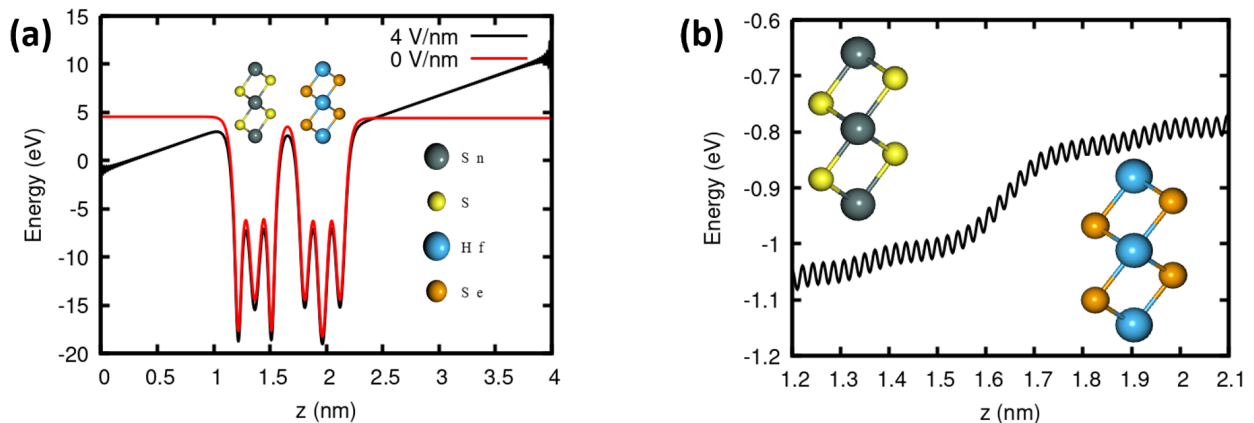 (a)
4 V/nm
0 V/nm
15
10
5
0
-5
-10
-15
-20
Energy (eV)
S n
S
H f
S e
0
0.5
1
1.5
2
2.5
3
3.5
4
z (nm)
(b)
-0.6
-0.7
-0.8
-0.9
-1
-1.1
-1.2
Energy (eV)
1.2
1.3
1.4
1.5
1.6
1.7
1.8
1.9
2
2.1
z (nm)